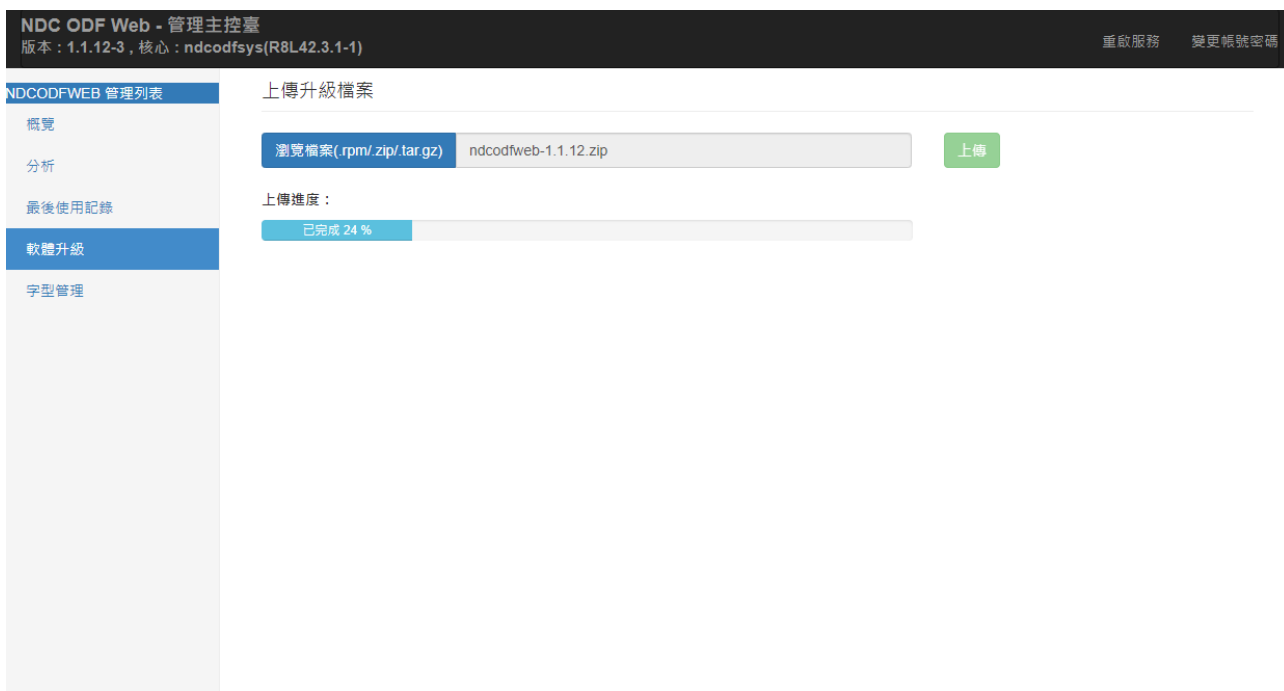 NDC ODF Web - 管理主控臺
版本：1.1.12-3 , 核心：ndcodfsys(R8L42.3.1-1)
重啟服務 變更帳號密碼
NDCODFWEB 管理列表
概覽
分析
最後使用記錄
軟體升級
字型管理
上傳升級檔案
瀏覽檔案(.rpm/.zip/.tar.gz) ndcodfweb-1.1.12.zip 上傳
上傳進度：
已完成 24 %